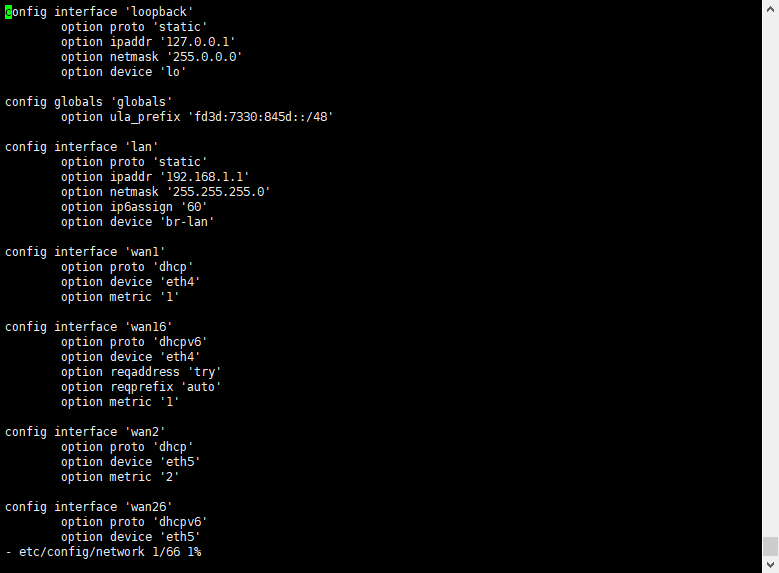 config interface 'loopback'
        option proto 'static'
        option ipaddr '127.0.0.1'
        option netmask '255.0.0.0'
        option device 'lo'

config globals 'globals'
        option ula_prefix 'fd3d:7330:845d::/48'

config interface 'lan'
        option proto 'static'
        option ipaddr '192.168.1.1'
        option netmask '255.255.255.0'
        option ip6assign '60'
        option device 'br-lan'

config interface 'wan1'
        option proto 'dhcp'
        option device 'eth4'
        option metric '1'

config interface 'wan16'
        option proto 'dhcpv6'
        option device 'eth4'
        option reqaddress 'try'
        option reqprefix 'auto'
        option metric '1'

config interface 'wan2'
        option proto 'dhcp'
        option device 'eth5'
        option metric '2'

config interface 'wan26'
        option proto 'dhcpv6'
        option device 'eth5'
- etc/config/network 1/66 1%